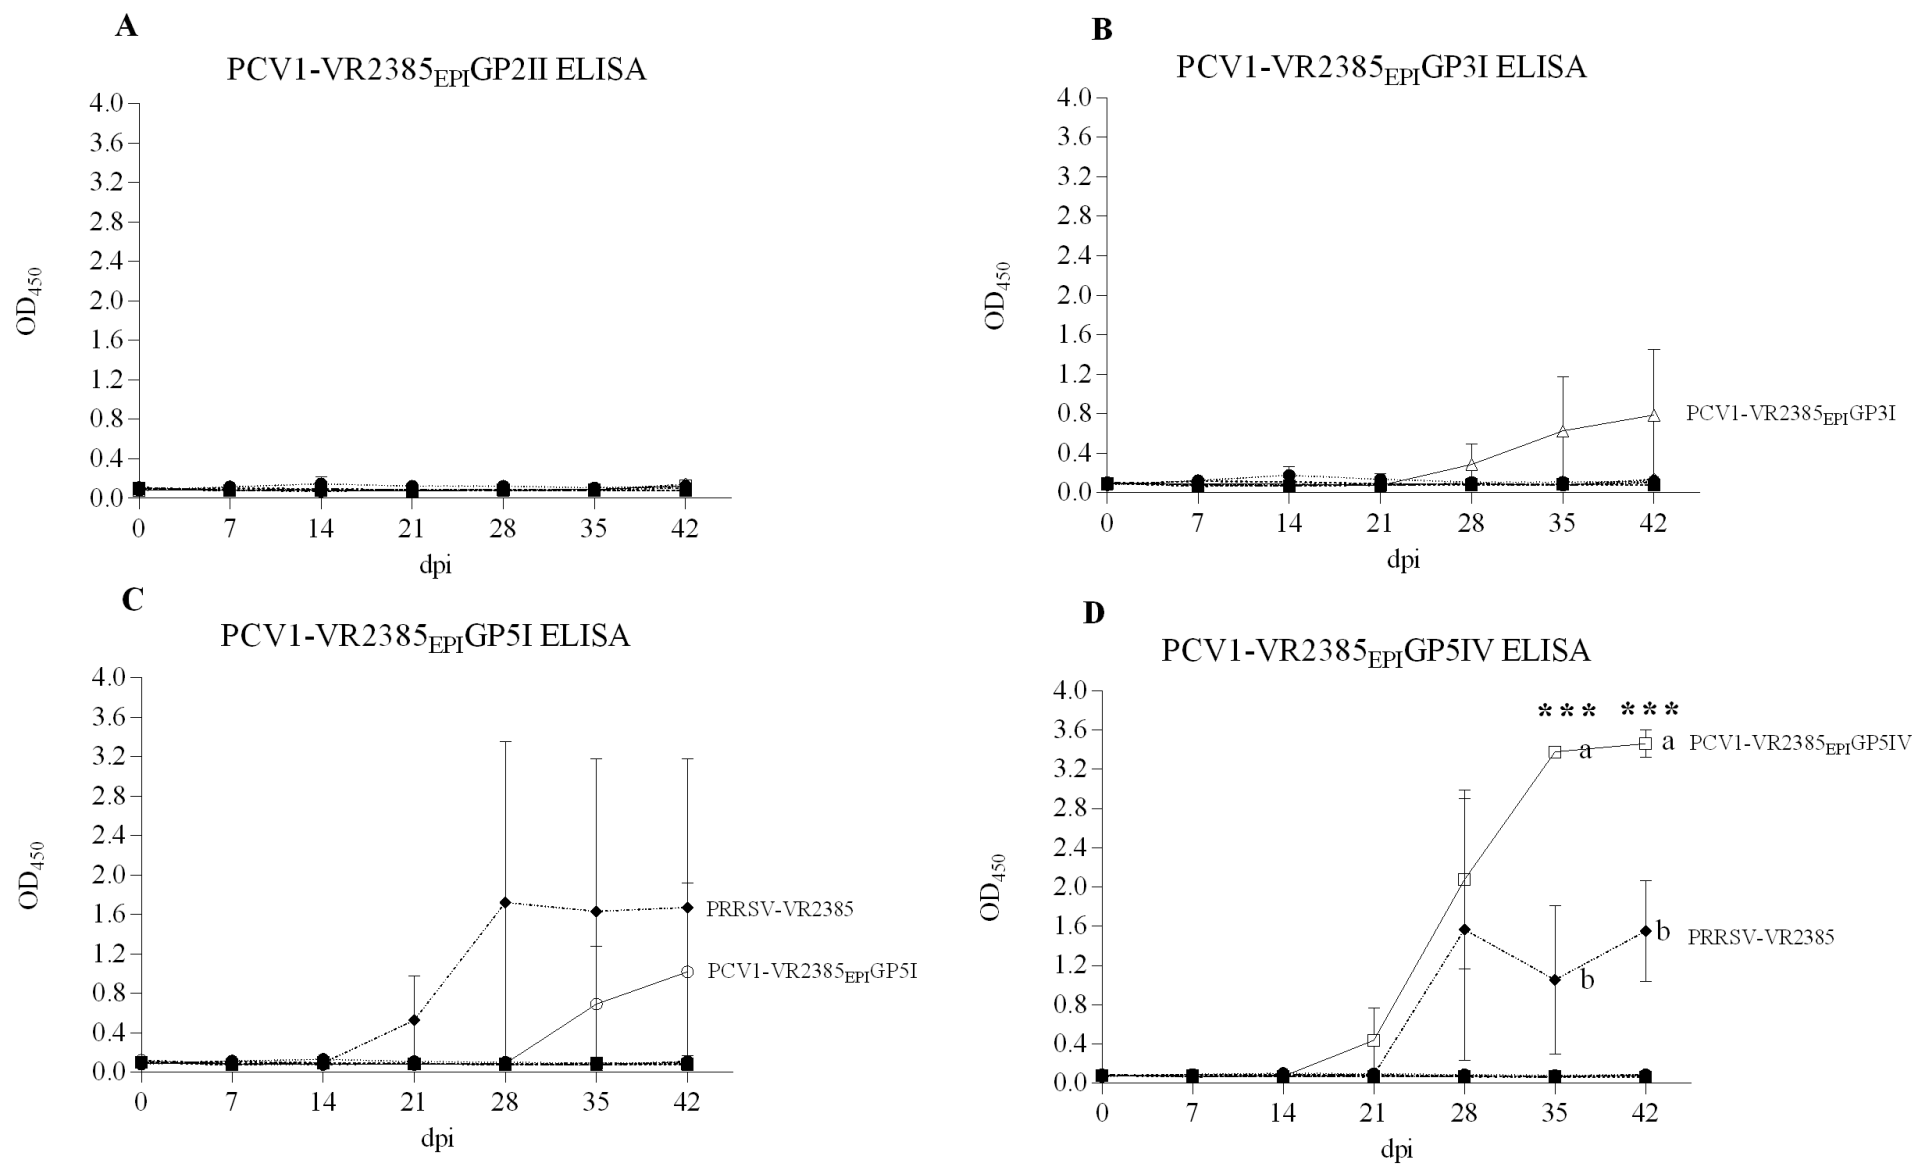 A
PCV1-VR2385EPIGP2II ELISA
4.0
3.6
3.2
2.8
2.4
2.0
1.6
1.2
0.8
0.4
0.0
OD450
0 7 14 21 28 35 42
dpi
B
PCV1-VR2385EPIGP3I ELISA
4.0
3.6
3.2
2.8
2.4
2.0
1.6
1.2
0.8
0.4
0.0
OD450
PCV1-VR2385EPIGP3I
0 7 14 21 28 35 42
dpi
C
PCV1-VR2385EPIGP5I ELISA
4.0
3.6
3.2
2.8
2.4
2.0
1.6
1.2
0.8
0.4
0.0
OD450
PRRSV-VR2385
PCV1-VR2385EPIGP5I
0 7 14 21 28 35 42
dpi
D
PCV1-VR2385EPIGP5IV ELISA
4.0
3.6
3.2
2.8
2.4
2.0
1.6
1.2
0.8
0.4
0.0
OD450
*** ***
a a PCV1-VR2385EPIGP5IV
b PRRSV-VR2385
b
0 7 14 21 28 35 42
dpi